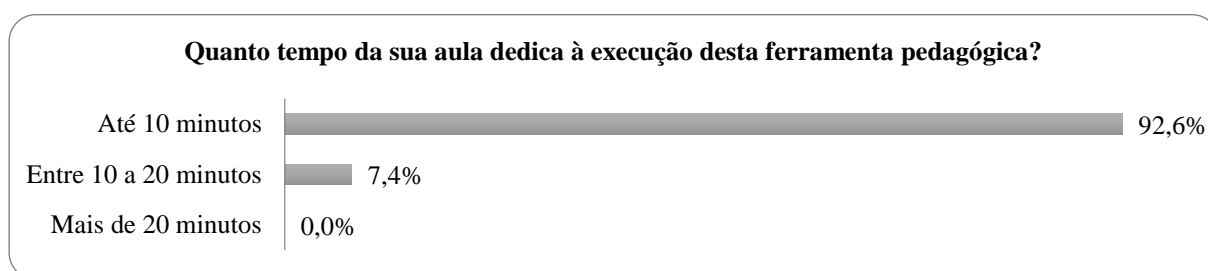 Quanto tempo da sua aula dedica à execução desta ferramenta pedagógica?
Até 10 minutos 92,6%
Entre 10 a 20 minutos 7,4%
Mais de 20 minutos 0,0%